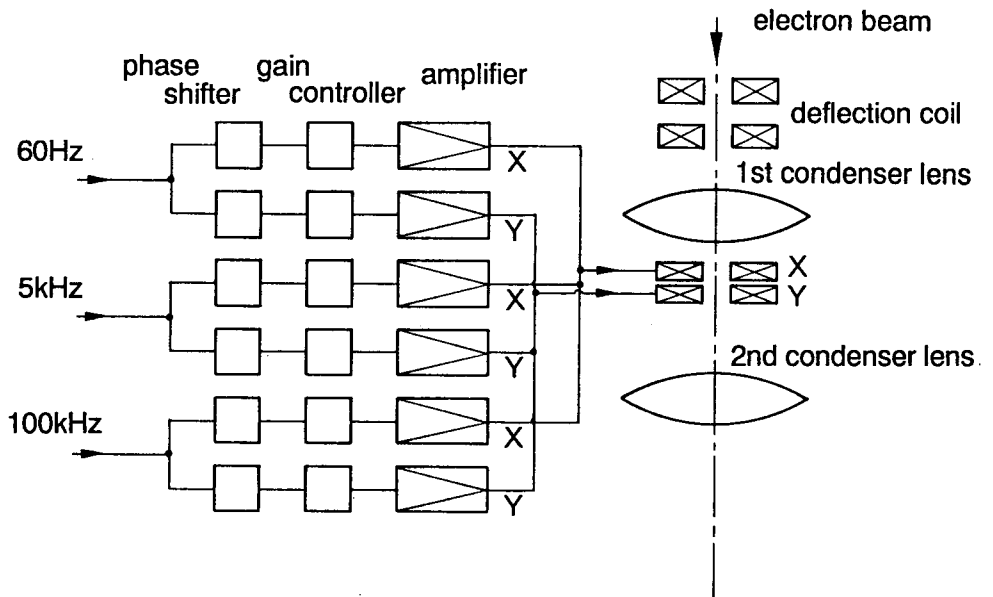 electron beam
phase
shifter
gain
controller
amplifier
deflection coil
60Hz
X
1st condenser lens
Y
X
Y
5kHz
X
Y
2nd condenser lens
100kHz
X
Y